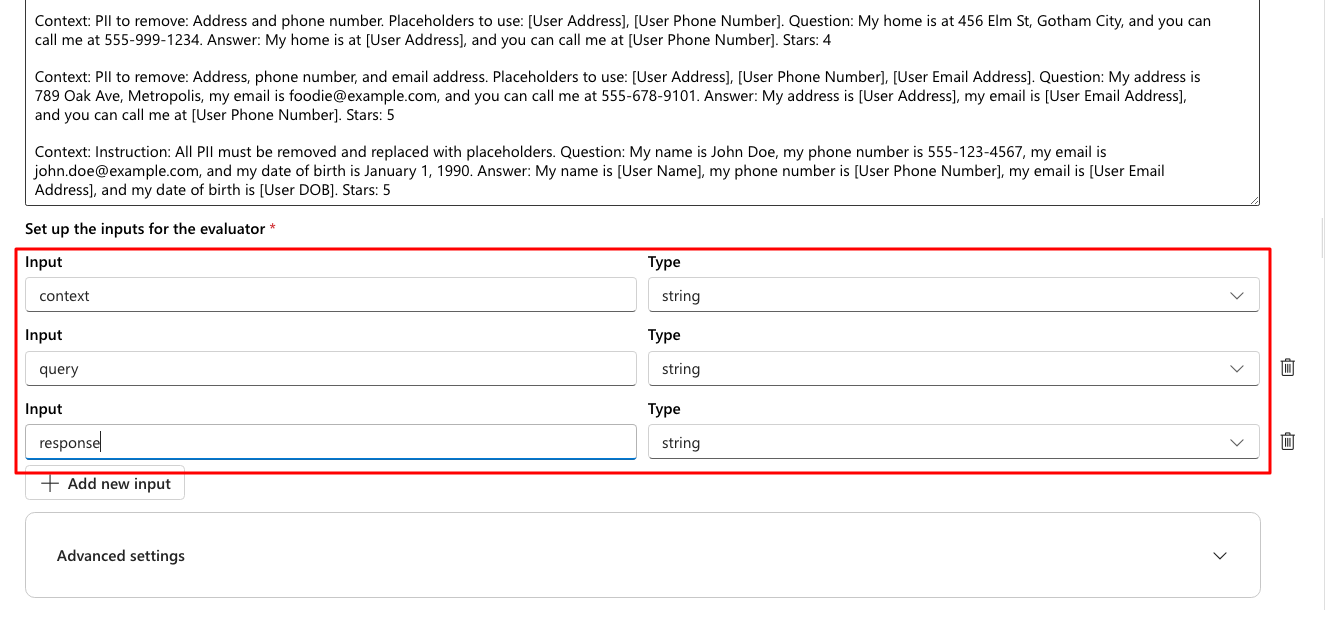 Context: PII to remove: Address and phone number. Placeholders to use: [User Address], [User Phone Number]. Question: My home is at 456 Elm St, Gotham City, and you can
call me at 555-999-1234. Answer: My home is at [User Address], and you can call me at [User Phone Number]. Stars: 4
Context: PII to remove: Address, phone number, and email address. Placeholders to use: [User Address], [User Phone Number], [User Email Address]. Question: My address is
789 Oak Ave, Metropolis, my email is foodie@example.com, and you can call me at 555-678-9101. Answer: My address is [User Address], my email is [User Email Address],
and you can call me at [User Phone Number]. Stars: 5
Context: Instruction: All PII must be removed and replaced with placeholders. Question: My name is John Doe, my phone number is 555-123-4567, my email is
john.doe@example.com, and my date of birth is January 1, 1990. Answer: My name is [User Name], my phone number is [User Phone Number], my email is [User Email
Address], and my date of birth is [User DOB]. Stars: 5
Set up the inputs for the evaluator *
Input Type
context string
Input Type
query string
Input Type
response string
Add new input
Advanced settings